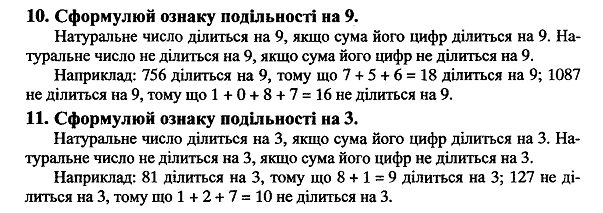 10. Сформулюй ознаку подільності на 9.
Натуральне число ділиться на 9, якщо сума його цифр ділиться на 9. На-
туральне число не ділиться на 9, якщо сума його цифр не ділиться на 9.
Наприклад: 756 ділиться на 9, тому що 7 + 5 + 6 = 18 ділиться на 9; 1087
не ділиться на 9, тому що 1 + 0 + 8 + 7 = 16 не ділиться на 9.
11. Сформулюй ознаку подільності на 3.
Натуральне число ділиться на 3, якщо сума його цифр ділиться на 3. На-
туральне число не ділиться на 3, якщо сума його цифр не ділиться на 3.
Наприклад: 81 ділиться на 3, тому що 8 + 1 = 9 ділиться на 3; 127 не ді-
литься на 3, тому що 1 + 2 + 7 = 10 не ділиться на 3.